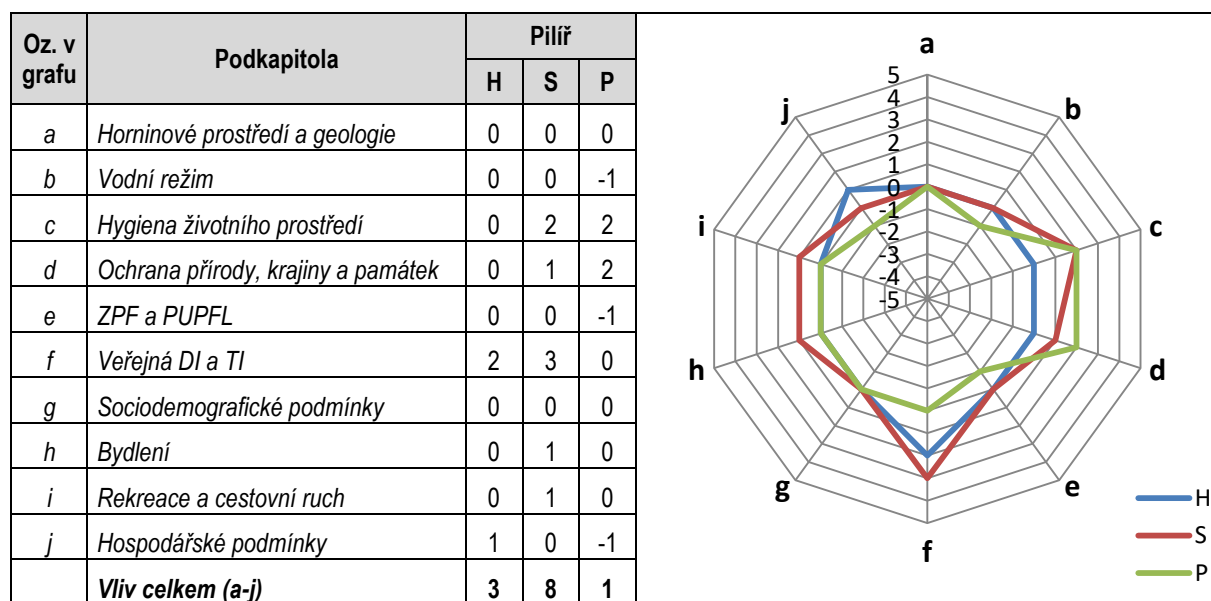 Oz. v grafu Podkapitola Pilíř
H S P
a Horninové prostředí a geologie 0 0 0
b Vodní režim 0 0 -1
c Hygiena životního prostředí 0 2 2
d Ochrana přírody, krajiny a památek 0 1 2
e ZPF a PUPFL 0 0 -1
f Veřejná DI a TI 2 3 0
g Sociodemografické podmínky 0 0 0
h Bydlení 0 1 0
i Rekreace a cestovní ruch 0 1 0
j Hospodářské podmínky 1 0 -1
Vliv celkem (a-j) 3 8 1
a
b
c
d
e
f
g
h
i
j
5
4
3
2
1
0
-1
-2
-3
-4
-5
H
S
P